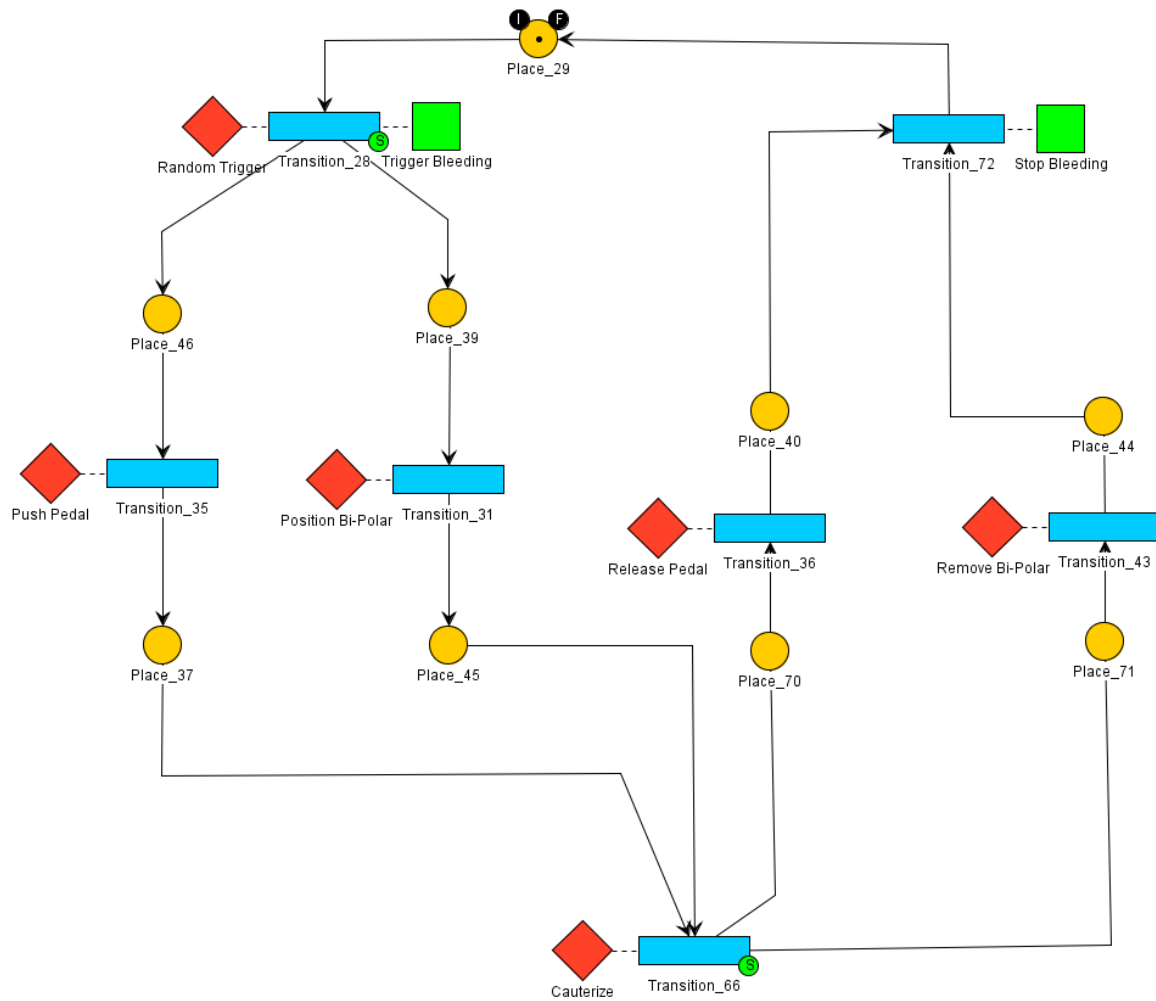 I F
Place_29
Random Trigger
Transition_28
S
Trigger Bleeding
Transition_72
Stop Bleeding
Place_46
Place_39
Place_40
Place_44
Push Pedal
Transition_35
Position Bi-Polar
Transition_31
Release Pedal
Transition_36
Remove Bi-Polar
Transition_43
Place_37
Place_45
Place_70
Place_71
Cauterize
Transition_66
S